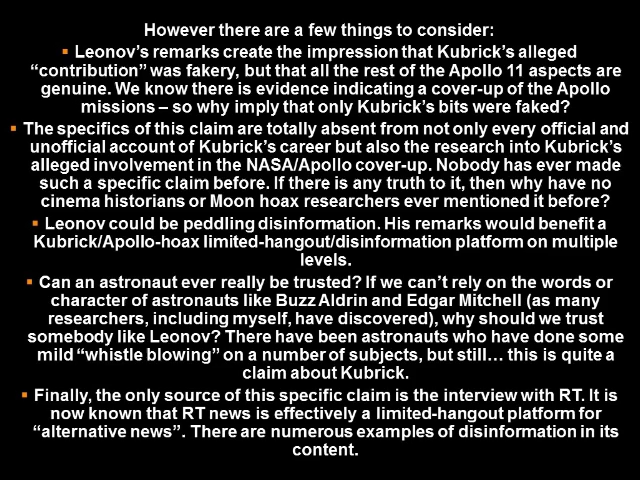 However there are a few things to consider:
▪ Leonov's remarks create the impression that Kubrick's alleged
"contribution" was fakery, but that all the rest of the Apollo 11 aspects are
genuine. We know there is evidence indicating a cover-up of the Apollo
missions – so why imply that only Kubrick's bits were faked?
▪ The specifics of this claim are totally absent from not only every official and
unofficial account of Kubrick's career but also the research into Kubrick's
alleged involvement in the NASA/Apollo cover-up. Nobody has ever made
such a specific claim before. If there is any truth to it, then why have no
cinema historians or Moon hoax researchers ever mentioned it before?
▪ Leonov could be peddling disinformation. His remarks would benefit a
Kubrick/Apollo-hoax limited-hangout/disinformation platform on multiple
levels.
▪ Can an astronaut ever really be trusted? If we can't rely on the words or
character of astronauts like Buzz Aldrin and Edgar Mitchell (as many
researchers, including myself, have discovered), why should we trust
somebody like Leonov? There have been astronauts who have done some
mild "whistle blowing" on a number of subjects, but still… this is quite a
claim about Kubrick.
▪ Finally, the only source of this specific claim is the interview with RT. It is
now known that RT news is effectively a limited-hangout platform for
"alternative news". There are numerous examples of disinformation in its
content.